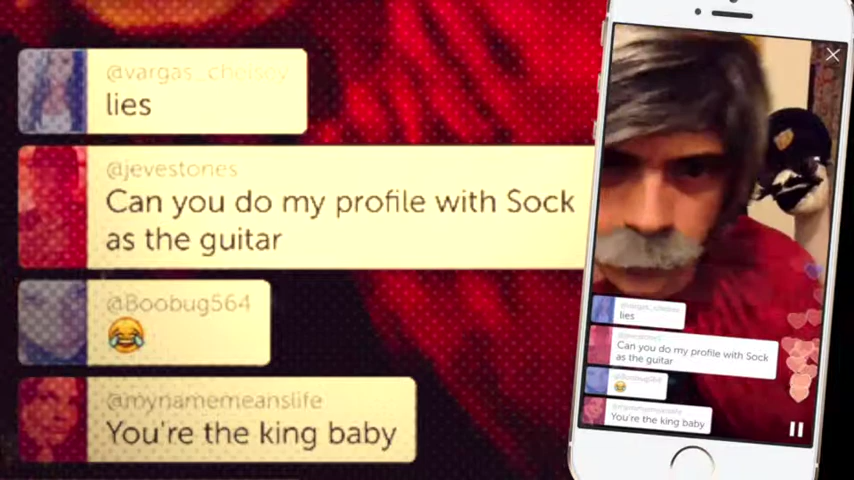 @vargas_chelsey
lies
@jevestones
Can you do my profile with Sock
as the guitar
@Boobug564
😂
@mynamemeanslife
You're the king baby
lies
Can you do my profile with Sock
as the guitar
@Boobug564
😂
You're the king baby